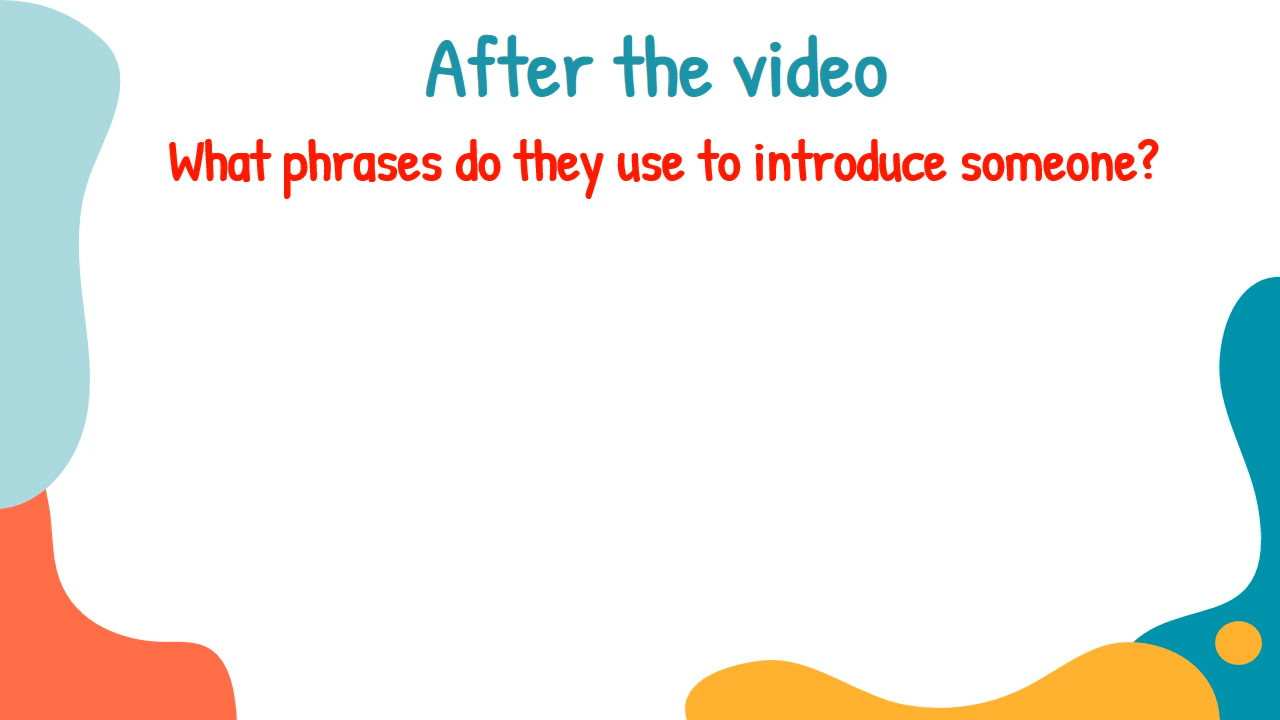 After the video
What phrases do they use to introduce someone?